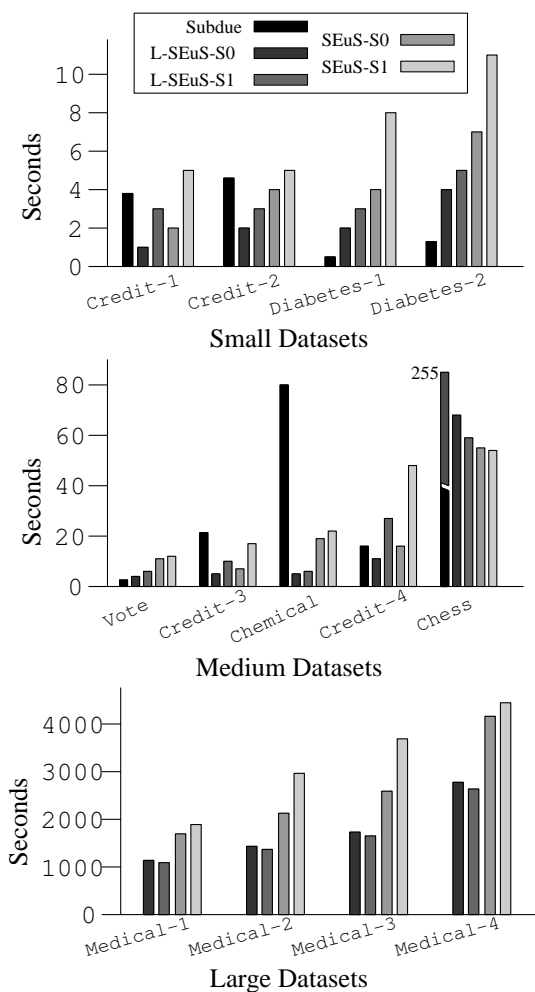 Subdue
L-SEuS-S0
L-SEuS-S1
SEuS-S0
SEuS-S1
Seconds
10
8
6
4
2
0
Credit-1
Credit-2
Diabetes-1
Diabetes-2
Small Datasets
255
Seconds
80
60
40
20
0
Vote
Credit-3
Chemical
Credit-4
Chess
Medium Datasets
Seconds
4000
3000
2000
1000
0
Medical-1
Medical-2
Medical-3
Medical-4
Large Datasets